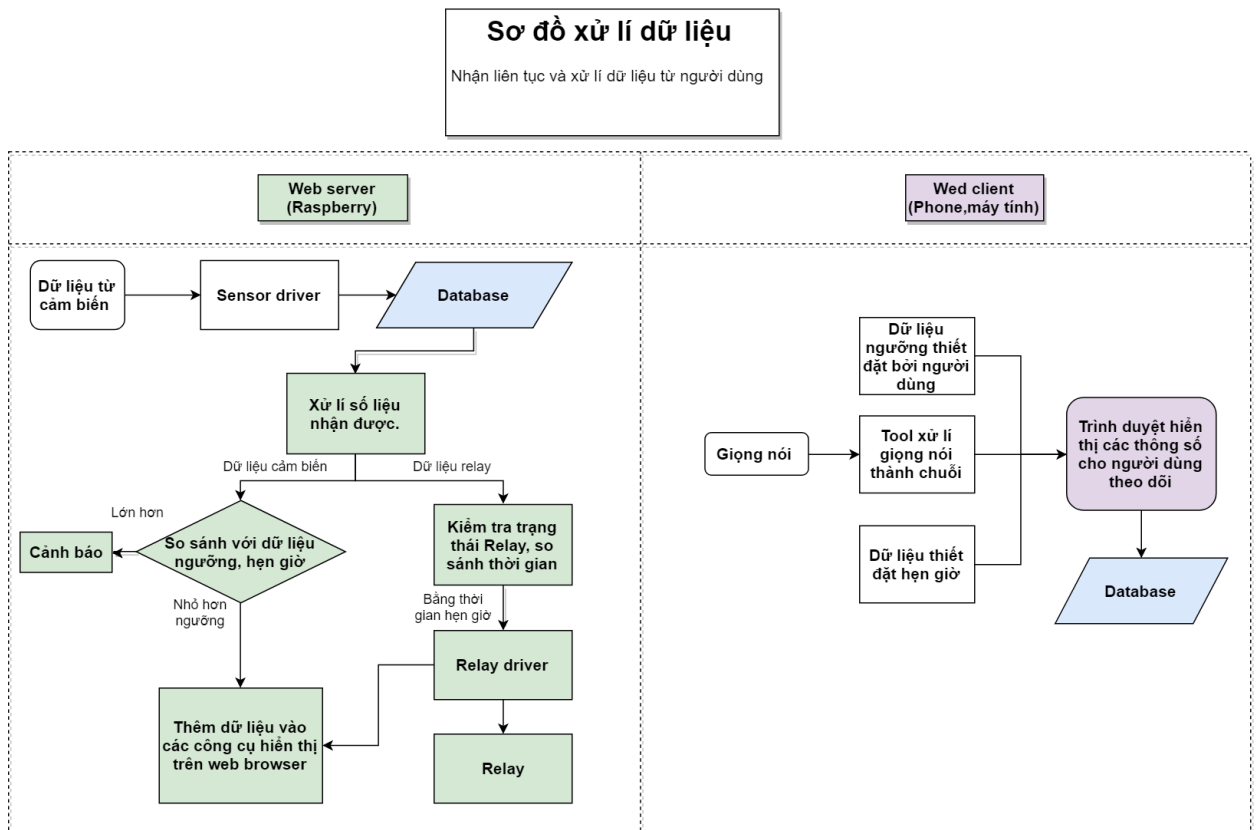 Sơ đồ xử lí dữ liệu
Nhận liên tục và xử lí dữ liệu từ người dùng
Web server
(Raspberry)
Wed client
(Phone,máy tính)
Dữ liệu từ
cảm biến
Sensor driver
Database
Xử lí số liệu
nhận được.
Dữ liệu cảm biến
Dữ liệu relay
Lớn hơn
Cảnh báo
So sánh với dữ liệu
ngưỡng, hẹn giờ
Kiểm tra trạng
thái Relay, so
sánh thời gian
Nhỏ hơn
ngưỡng
Bằng thời
gian hẹn giờ
Relay driver
Thêm dữ liệu vào
các công cụ hiển thị
trên web browser
Relay
Dữ liệu
ngưỡng thiết
đặt bởi người
dùng
Giọng nói
Tool xử lí
giọng nói
thành chuỗi
Dữ liệu thiết
đặt hẹn giờ
Trình duyệt hiển
thị các thông số
cho người dùng
theo dõi
Database